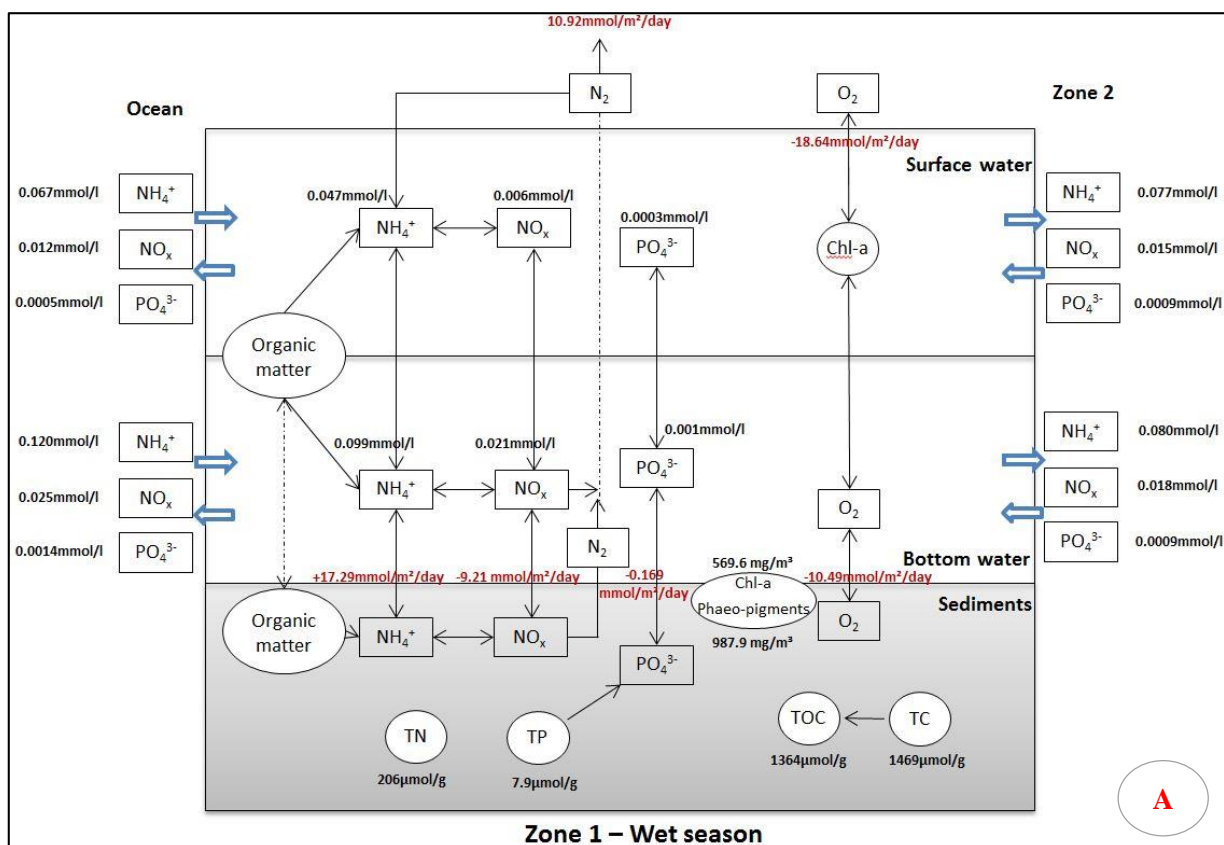 10.92mmol/m²/day
N₂
O₂
Ocean
Zone 2
-18.64mmol/m²/day
Surface water
0.067mmol/l
NH₄⁺
0.047mmol/l
0.006mmol/l
NH₄⁺
0.077mmol/l
0.0003mmol/l
NH₄⁺
NOₓ
0.012mmol/l
NOₓ
PO₄³⁻
Chl-a
NOₓ
0.015mmol/l
0.0005mmol/l
PO₄³⁻
PO₄³⁻
0.0009mmol/l
Organic
matter
0.120mmol/l
NH₄⁺
0.099mmol/l
0.021mmol/l
0.001mmol/l
NH₄⁺
0.080mmol/l
PO₄³⁻
0.025mmol/l
NOₓ
NH₄⁺
NOₓ
NOₓ
0.018mmol/l
O₂
0.0014mmol/l
PO₄³⁻
N₂
PO₄³⁻
0.0009mmol/l
569.6 mg/m³
Bottom water
+17.29mmol/m²/day
-9.21 mmol/m²/day
-0.169
mmol/m²/day
Chl-a
Phaeo-pigments
-10.49mmol/m²/day
Sediments
Organic
matter
NH₄⁺
NOₓ
O₂
987.9 mg/m³
PO₄³⁻
TN
TP
TOC
TC
206µmol/g
7.9µmol/g
1364µmol/g
1469µmol/g
A
Zone 1 – Wet season